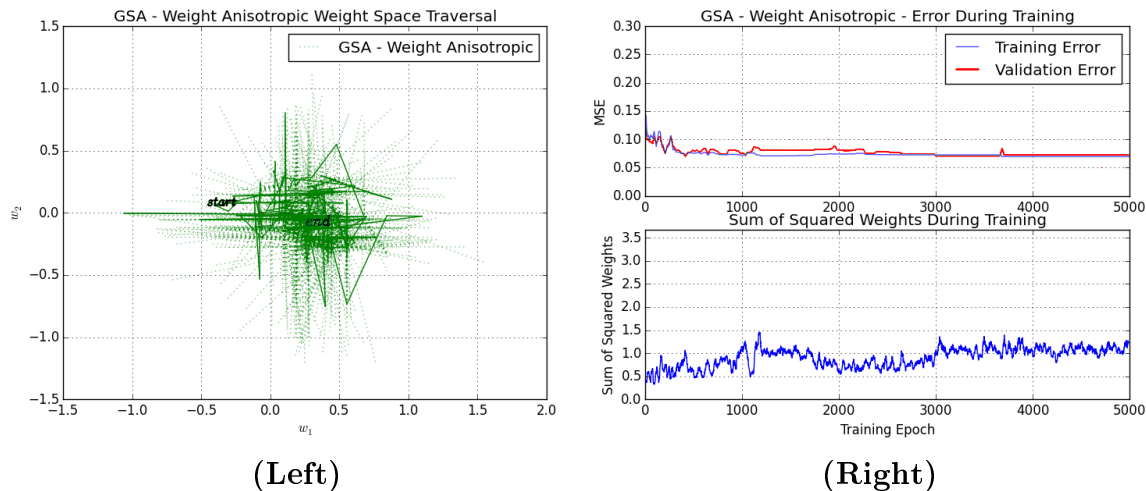 GSA - Weight Anisotropic Weight Space Traversal
GSA - Weight Anisotropic
1.5
1.0
0.5
0.0
−0.5
−1.0
−1.5
w2
start
end
−1.5 −1.0 −0.5 0.0 0.5 1.0 1.5 2.0
w1
(Left)
GSA - Weight Anisotropic - Error During Training
Training Error
Validation Error
0.30
0.25
0.20
0.15
0.10
0.05
0.00
MSE
0 1000 2000 3000 4000 5000
Sum of Squared Weights During Training
3.5
3.0
2.5
2.0
1.5
1.0
0.5
0.0
Sum of Squared Weights
0 1000 2000 3000 4000 5000
Training Epoch
(Right)